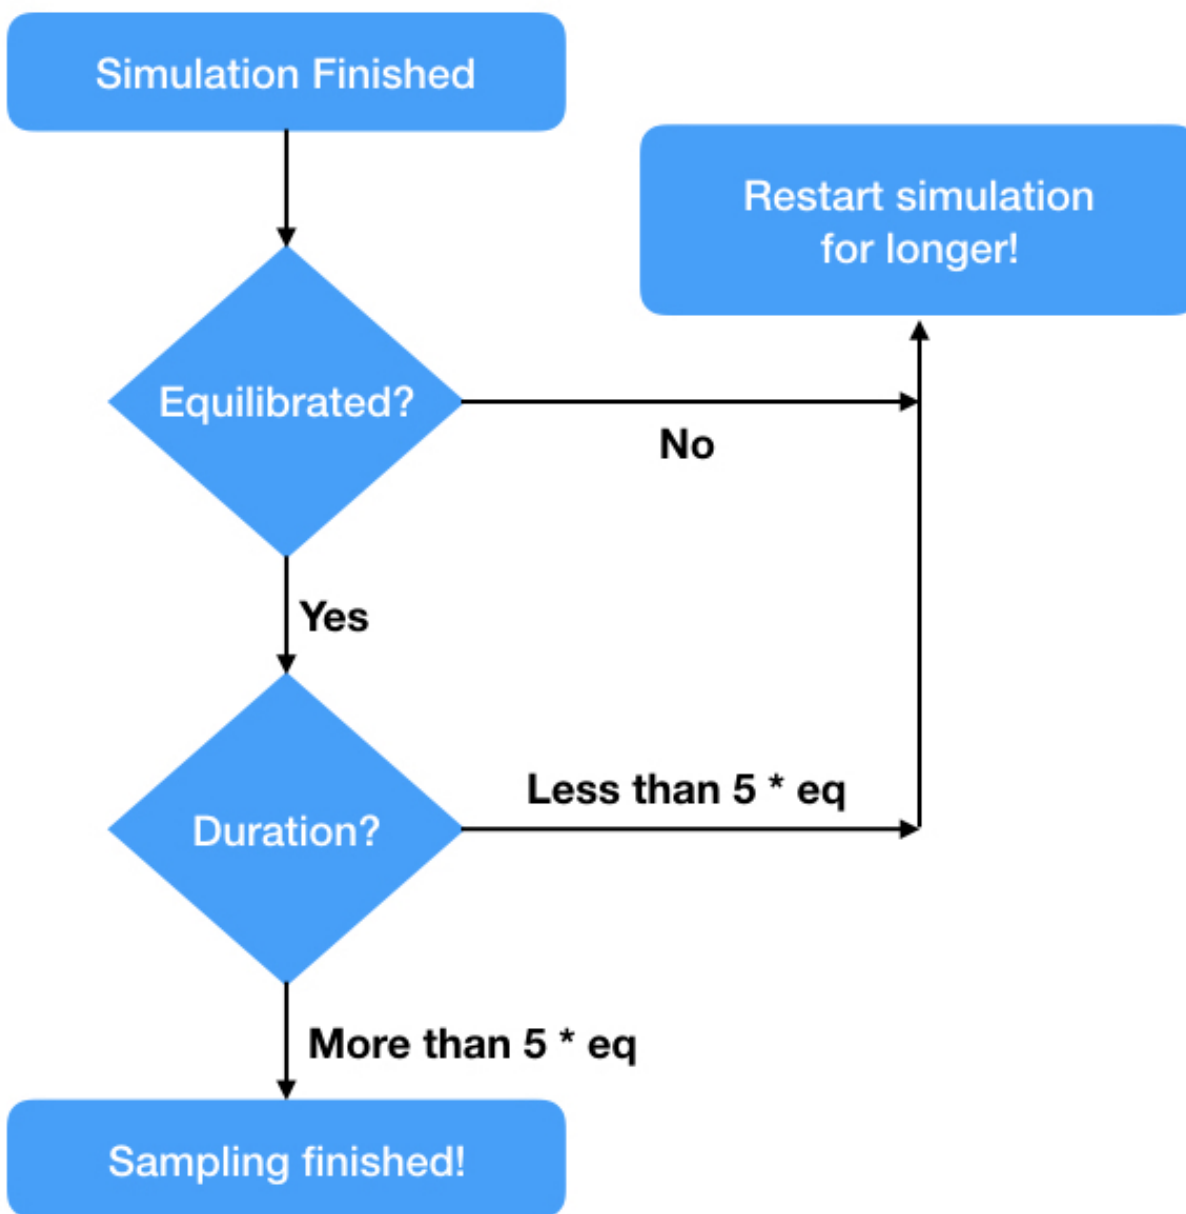 Simulation Finished
Restart simulation
for longer!
Equilibrated?
No
Yes
Less than 5 * eq
Duration?
More than 5 * eq
Sampling finished!